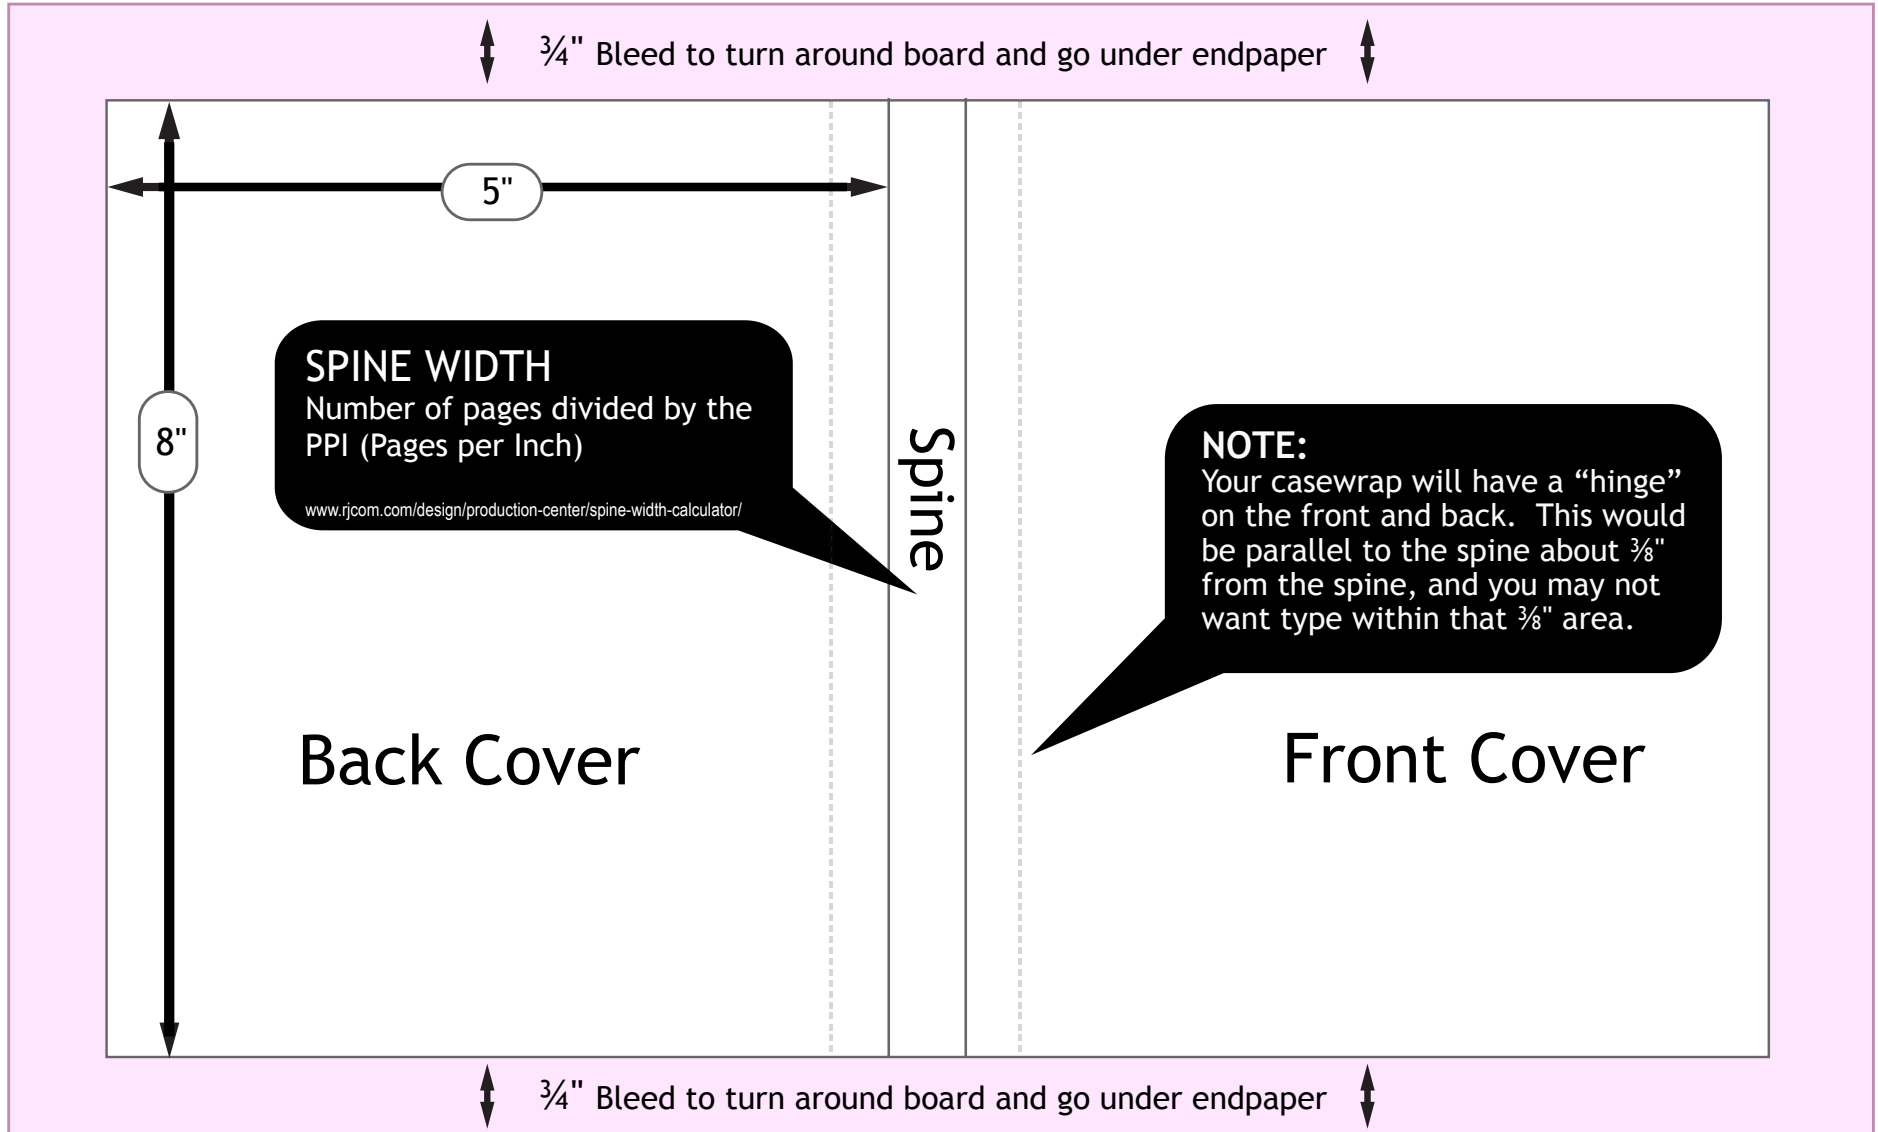 ¾" Bleed to turn around board and go under endpaper
5"
8"
SPINE WIDTH
Number of pages divided by the
PPI (Pages per Inch)
www.rjcom.com/design/production-center/spine-width-calculator/
Spine
NOTE:
Your casewrap will have a “hinge”
on the front and back.  This would
be parallel to the spine about ⅜"
from the spine, and you may not
want type within that ⅜" area.
Back Cover
Front Cover
¾" Bleed to turn around board and go under endpaper